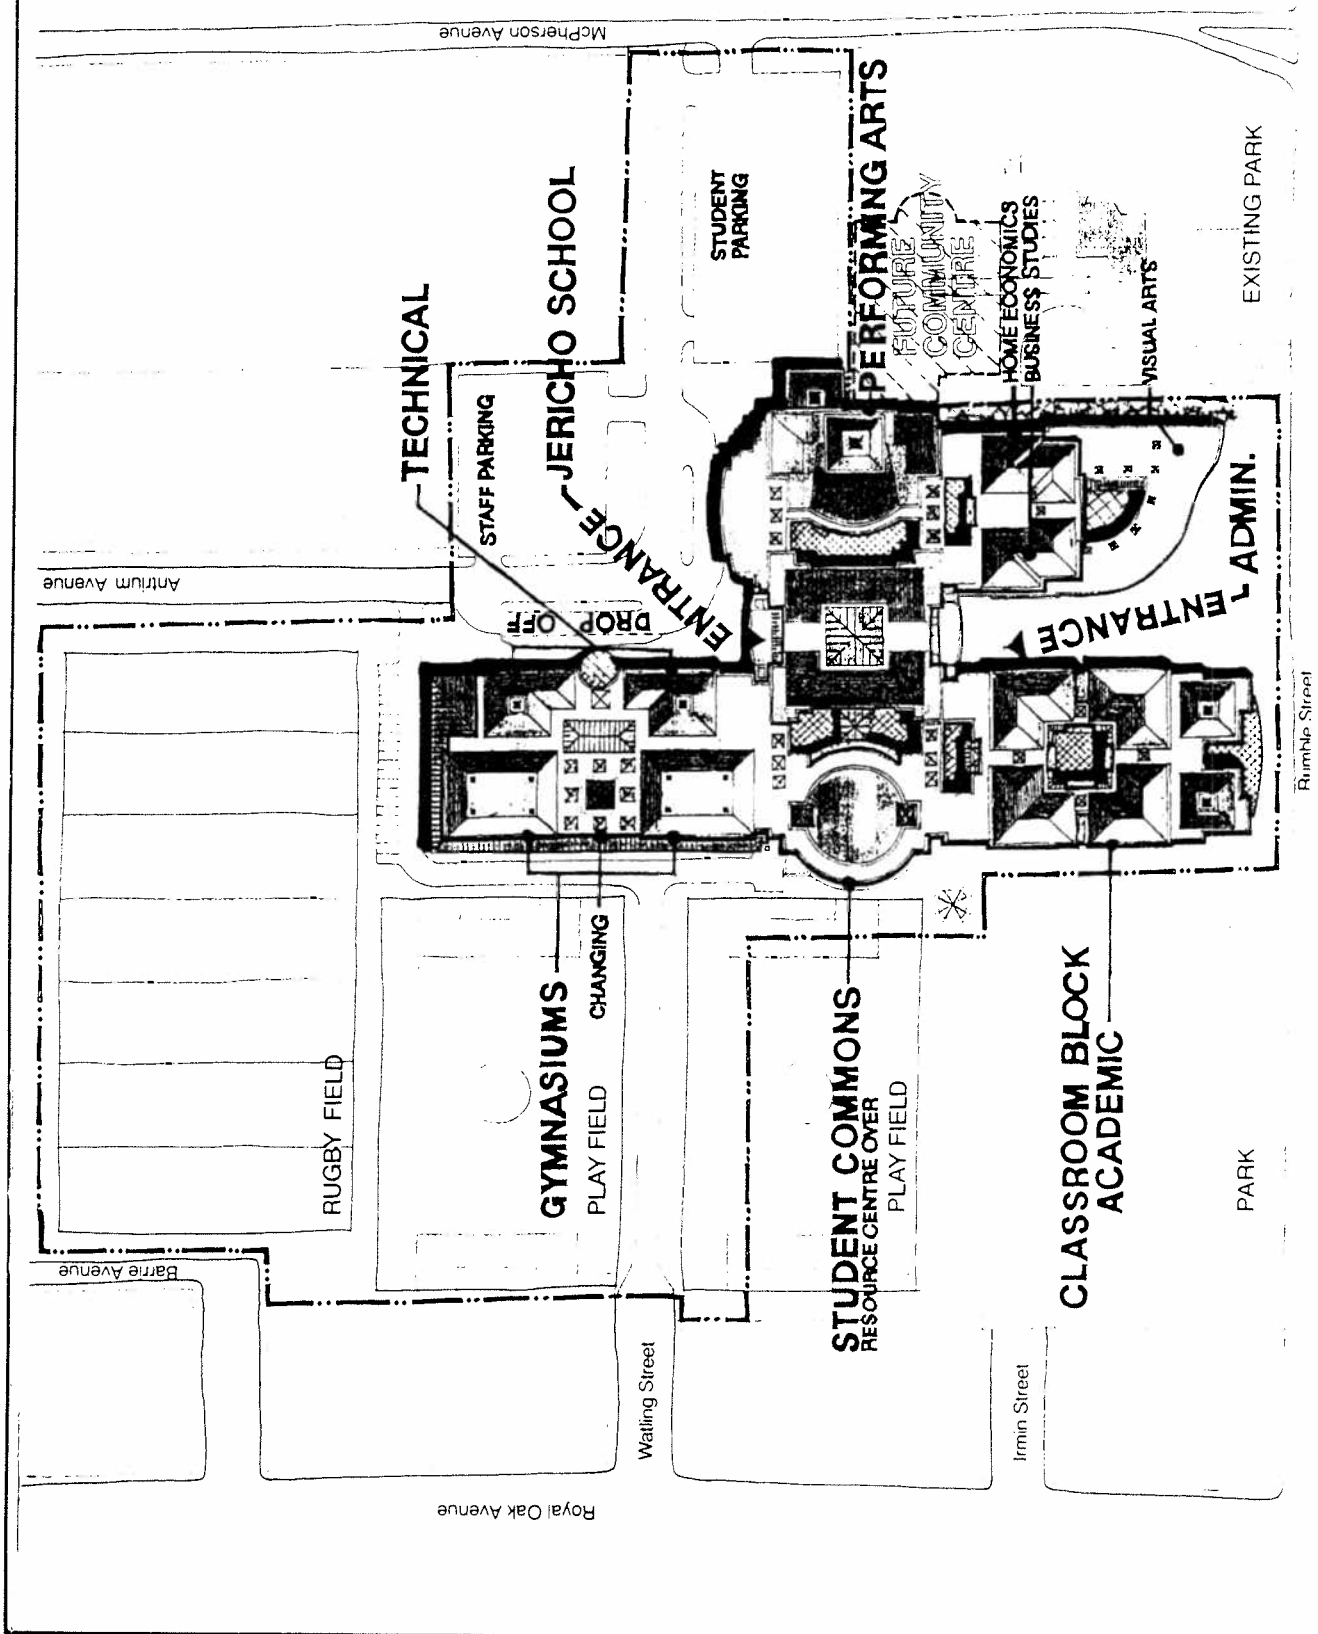 McPherson Avenue
PERFORMING ARTS
STUDENT
PARKING
JERICHO SCHOOL
FUTURE
COMMUNITY
CENTRE
HOME ECONOMICS
BUSINESS STUDIES
EXISTING PARK
VISUAL ARTS
TECHNICAL
STAFF PARKING
ENTRANCE
Antrium Avenue
DROP OFF
ADMIN.
ENTRANCE
Rumble Street
GYMNASIUMS
CHANGING
RUGBY FIELD
PLAY FIELD
STUDENT COMMONS
RESOURCE CENTRE OVER
PLAY FIELD
CLASSROOM BLOCK
ACADEMIC
PARK
Barrie Avenue
Watling Street
Irmin Street
Royal Oak Avenue